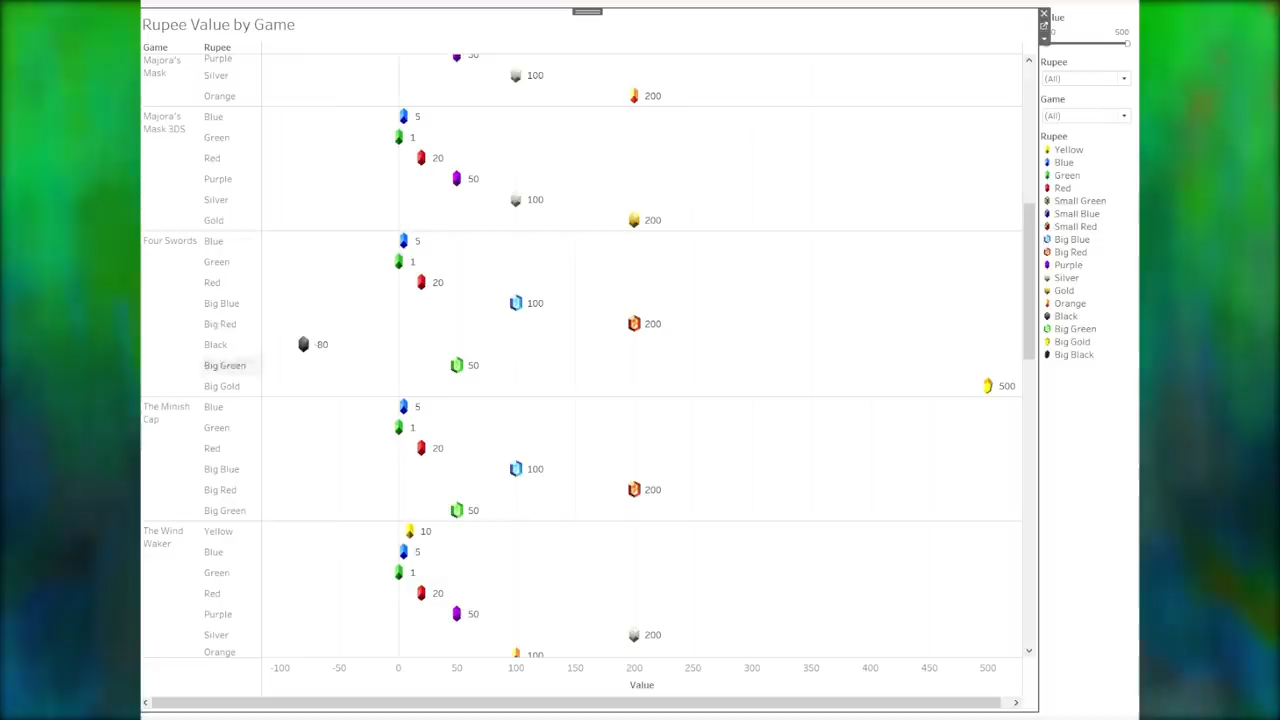 Rupee Value by Game
Game Rupee
Majora's Mask
Purple
Silver 100
Orange 200
Majora's Mask 3DS
Blue 5
Green 1
Red 20
Purple 50
Silver 100
Gold 200
Four Swords
Blue 5
Green 1
Red 20
Big Blue 100
Big Red 200
Black -80
Big Green 50
Big Gold 500
The Minish Cap
Blue 5
Green 1
Red 20
Big Blue 100
Big Red 200
Big Green 50
The Wind Waker
Yellow 10
Blue 5
Green 1
Red 20
Purple 50
Silver 200
Orange 100
-100 -50 0 50 100 150 200 250 300 350 400 450 500
Value
lue
0 500
Rupee
(All)
Game
(All)
Rupee
Yellow
Blue
Green
Red
Small Green
Small Blue
Small Red
Big Blue
Big Red
Purple
Silver
Gold
Orange
Black
Big Green
Big Gold
Big Black